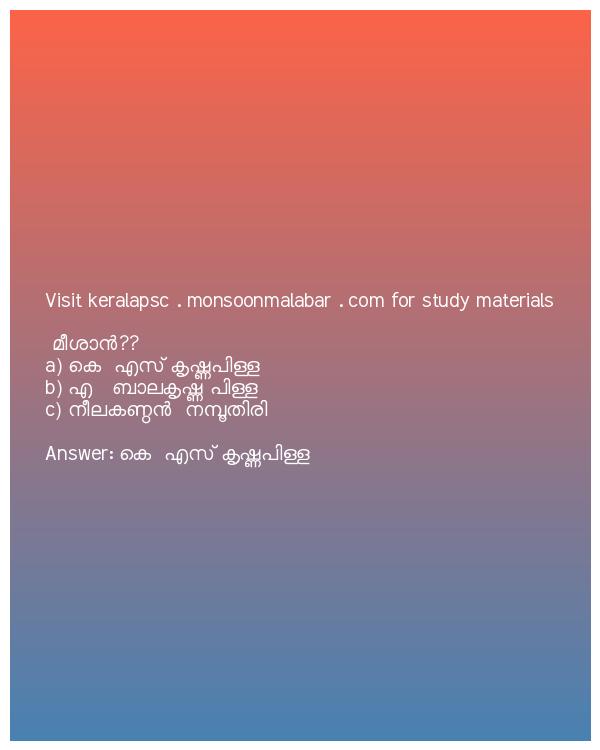 Visit keralapsc . monsoonmalabar . com for study materials
മീശാൻ??
a) കെ എസ് കൃഷ്ണപിള്ള
b) എ ബാലകൃഷ്ണ പിള്ള
c) നീലകണ്ഠൻ നമ്പൂതിരി
Answer: കെ എസ് കൃഷ്ണപിള്ള